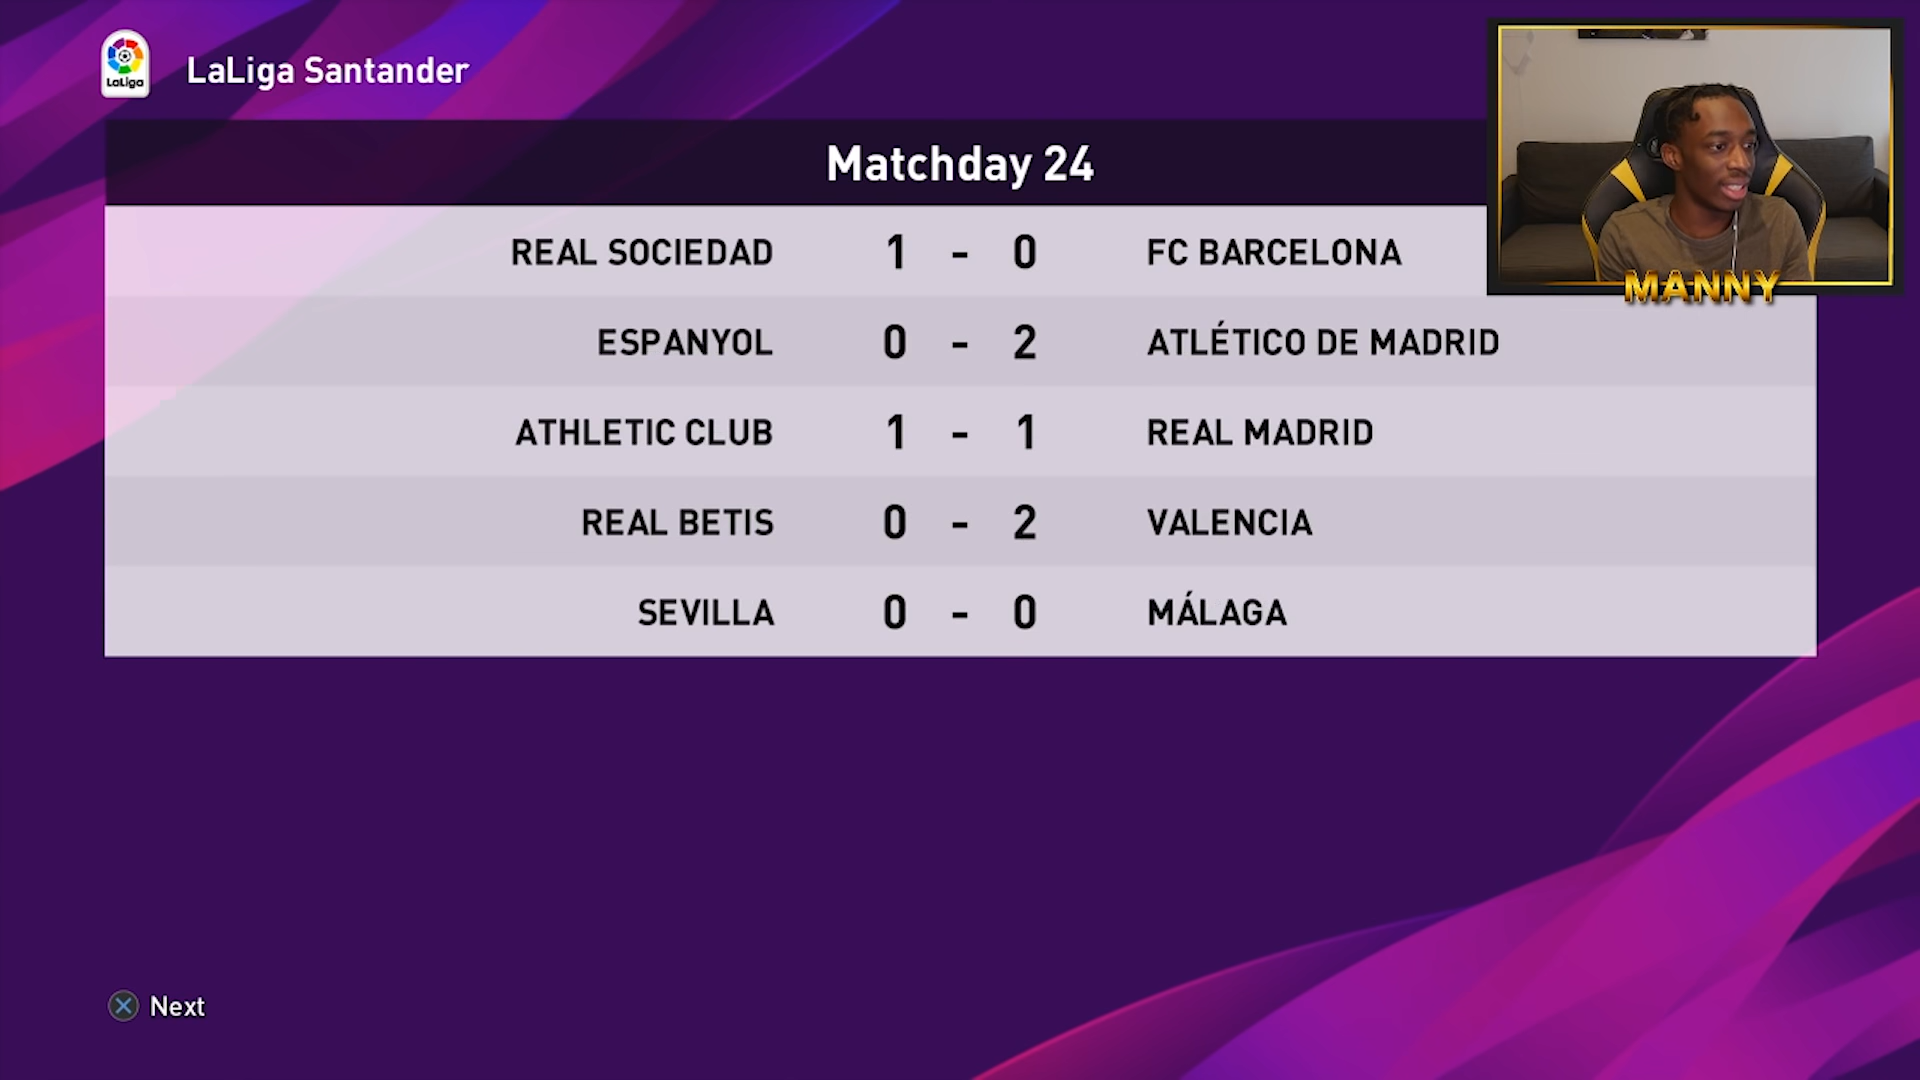 LaLiga
LaLiga Santander
Matchday 24
REAL SOCIEDAD 1 - 0 FC BARCELONA
MANNY
ESPANYOL 0 - 2 ATLÉTICO DE MADRID
ATHLETIC CLUB 1 - 1 REAL MADRID
REAL BETIS 0 - 2 VALENCIA
SEVILLA 0 - 0 MÁLAGA
Next